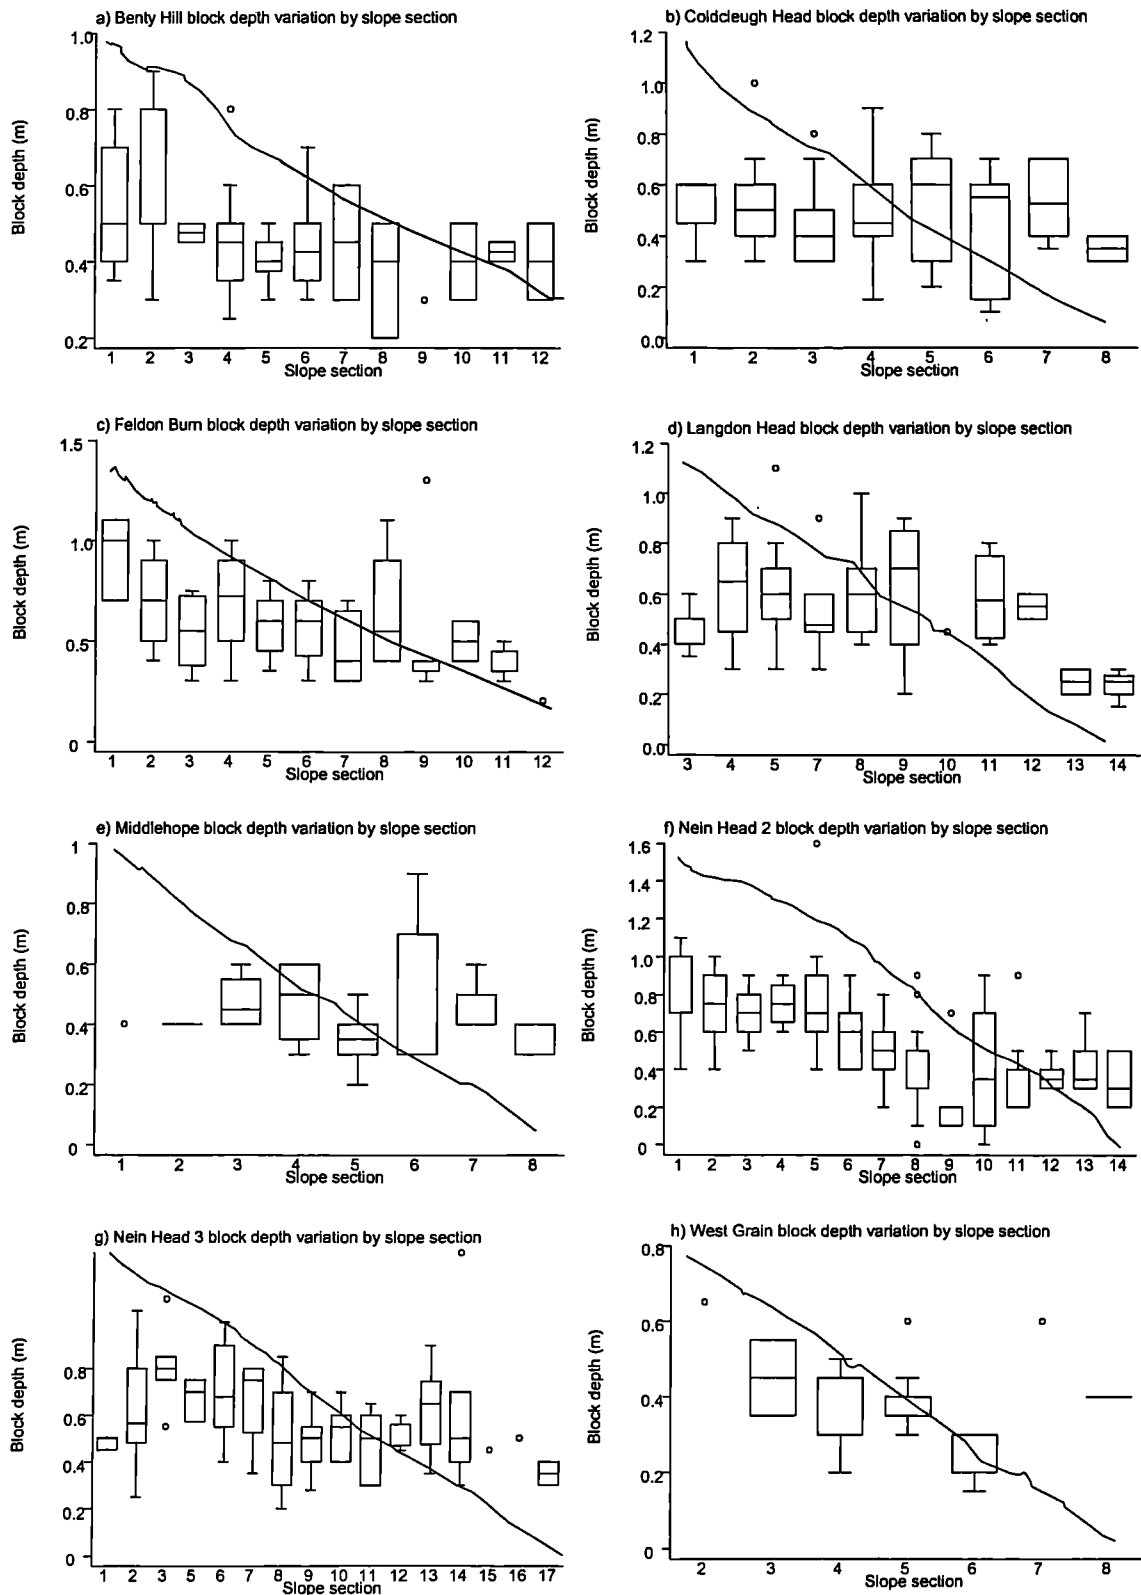 a) Benty Hill block depth variation by slope section
1.0
0.8
0.6
0.4
0.2
Block depth (m)
1 2 3 4 5 6 7 8 9 10 11 12
Slope section
b) Coldcleugh Head block depth variation by slope section
1.2
1.0
0.8
0.6
0.4
0.2
0.0
Block depth (m)
1 2 3 4 5 6 7 8
Slope section
c) Feldon Burn block depth variation by slope section
1.5
1.0
0.5
0
Block depth (m)
1 2 3 4 5 6 7 8 9 10 11 12
Slope section
d) Langdon Head block depth variation by slope section
1.2
1.0
0.8
0.6
0.4
0.2
0.0
Block depth (m)
3 4 5 7 8 9 10 11 12 13 14
Slope section
e) Middlehope block depth variation by slope section
1
0.8
0.6
0.4
0.2
0
Block depth (m)
1 2 3 4 5 6 7 8
Slope section
f) Nein Head 2 block depth variation by slope section
1.6
1.4
1.2
1.0
0.8
0.6
0.4
0.2
0
Block depth (m)
1 2 3 4 5 6 7 8 9 10 11 12 13 14
Slope section
g) Nein Head 3 block depth variation by slope section
0.8
0.6
0.4
0.2
0
Block depth (m)
1 2 3 5 6 7 8 9 10 11 12 13 14 15 16 17
Slope section
h) West Grain block depth variation by slope section
0.8
0.6
0.4
0.2
0
Block depth (m)
2 3 4 5 6 7 8
Slope section